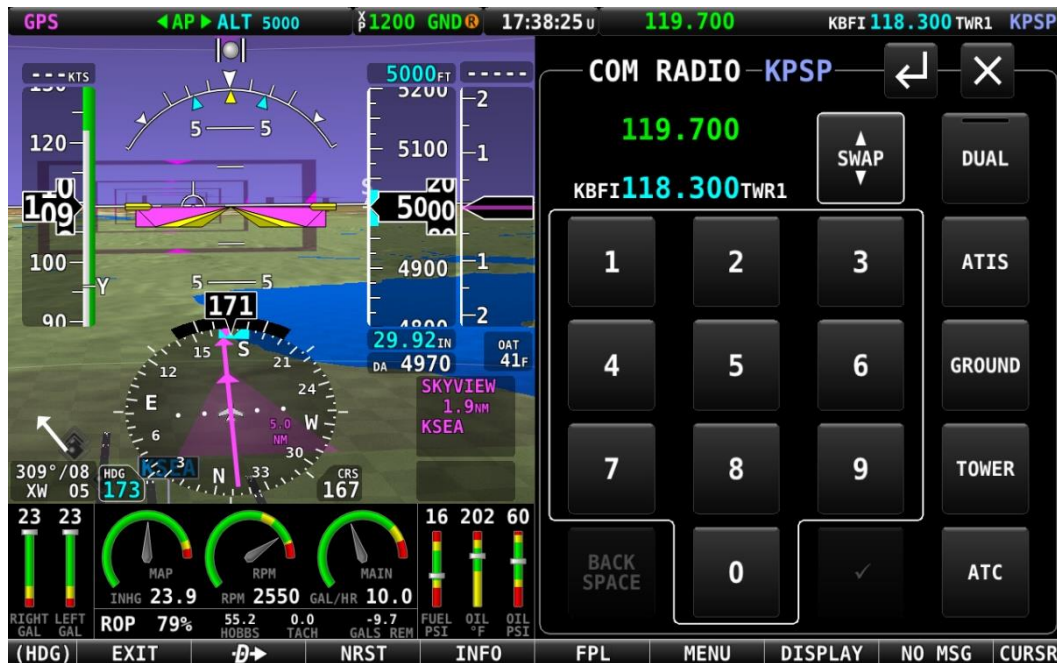 GPS ◀AP▶ALT 5000 XP1200 GND R 17:38:25 U 119.700 KBFI 118.300 TWR1 KPSP
---KTS
5000FT -----
COM RADIO KPSP
5200
2
120
5 5
5100
1
119.700
SWAP
DUAL
KBFI118.300TWR1
109
S
5000
20
100
4900
1
Y
5 5
1 2 3 ATIS
90
171
2
29.92IN
DA 4970
OAT
41F
SKYVIEW
1.9NM
KSEA
4 5 6 GROUND
15 S 21
12 24
E W
6 30
3 N 33
5.0
NM
KSEA
309°/08
XW 05
HDG
173
CRS
167
7 8 9 TOWER
23 23
16 202 60
MAP
INHG 23.9
RPM
RPM 2550
MAIN
GAL/HR 10.0
BACK
SPACE
0
✓
ATC
RIGHT
GAL
LEFT
GAL
ROP 79%
55.2
HOBBS
0.0
TACH
-9.7
GALS REM
FUEL
PSI
OIL
°F
OIL
PSI
(HDG) EXIT D NRST INFO FPL MENU DISPLAY NO MSG CURSR